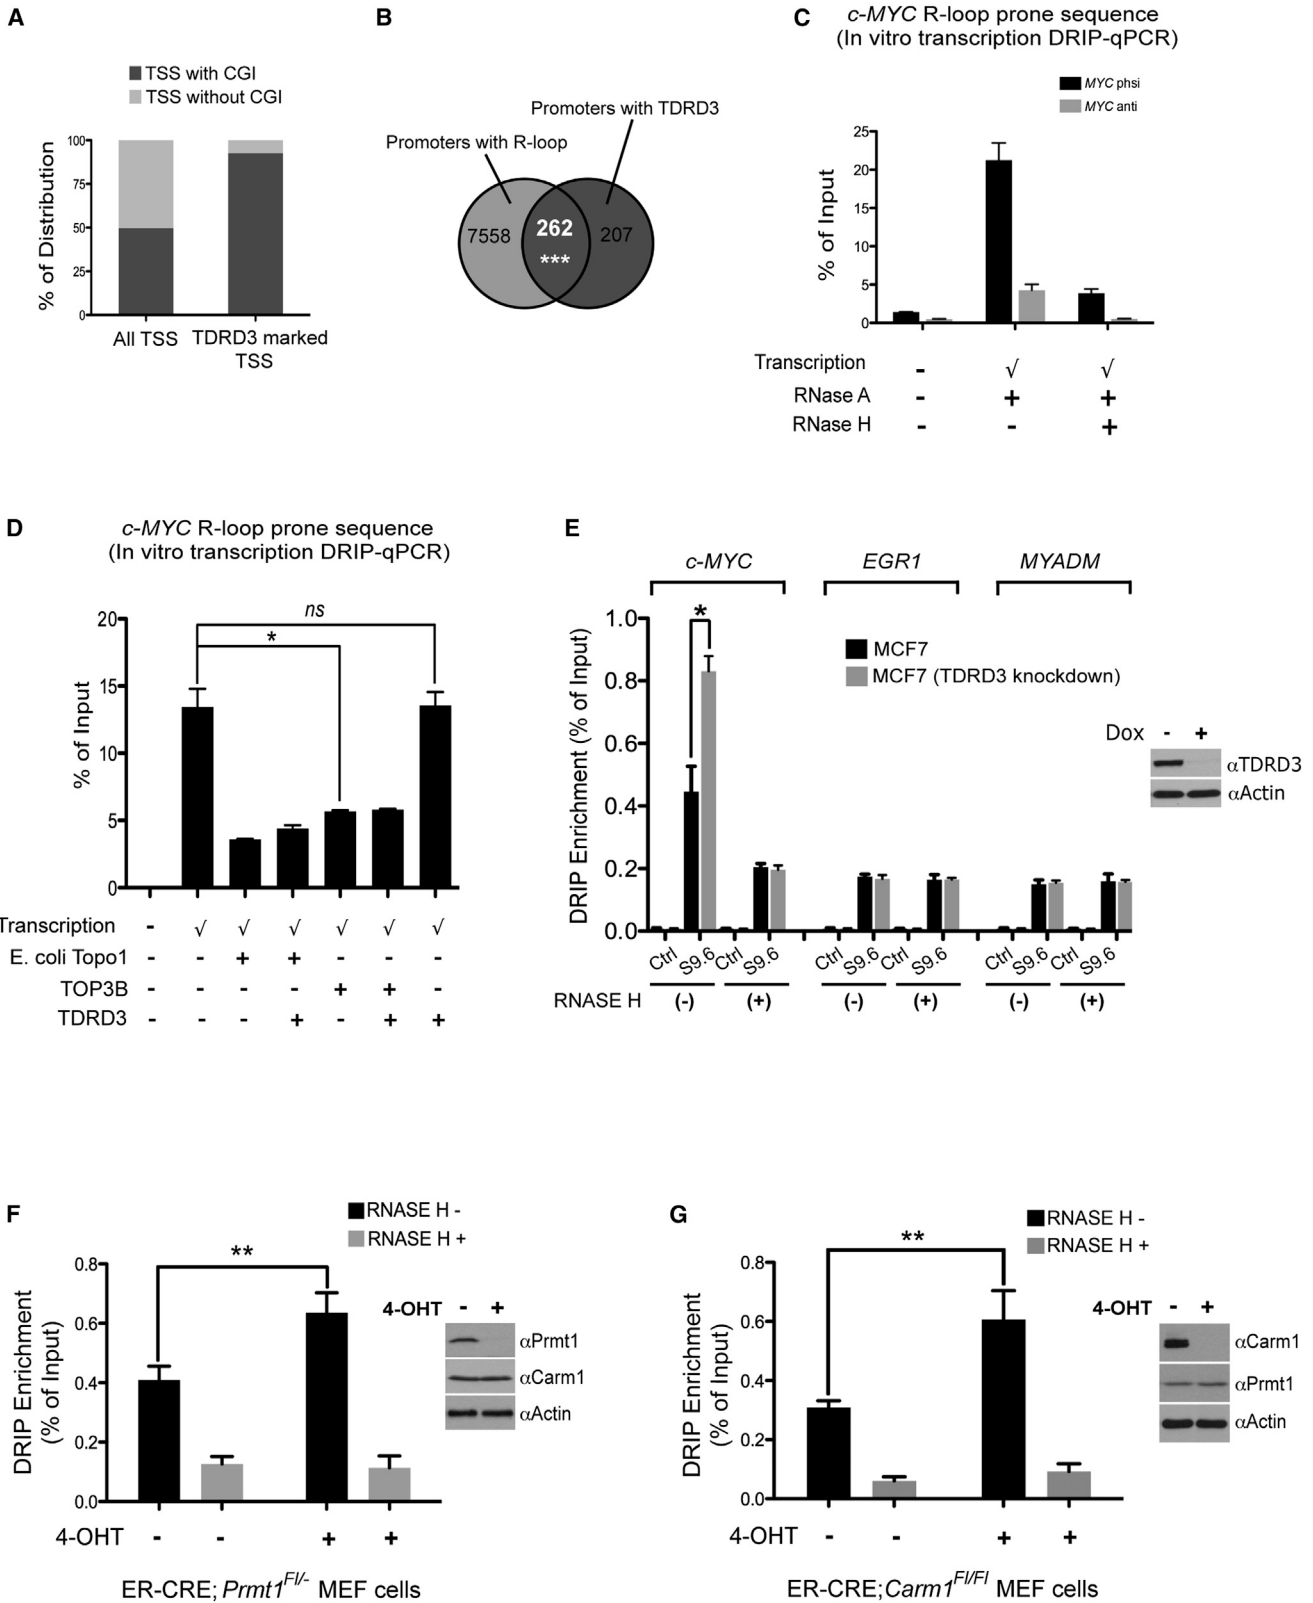 A
TSS with CGI
TSS without CGI
% of Distribution
100
75
50
25
0
All TSS
TDRD3 marked
TSS
B
Promoters with TDRD3
Promoters with R-loop
7558
262
***
207
C
c-MYC R-loop prone sequence
(In vitro transcription DRIP-qPCR)
MYC phsi
MYC anti
% of Input
25
20
15
10
5
0
Transcription - √ √
RNase A - + +
RNase H - - +
D
c-MYC R-loop prone sequence
(In vitro transcription DRIP-qPCR)
ns
*
% of Input
20
15
10
5
0
Transcription - √ √ √ √ √ √
E. coli Topo1 - - + + - - -
TOP3B - - - - + + -
TDRD3 - - - + - + +
E
c-MYC EGR1 MYADM
*
MCF7
MCF7 (TDRD3 knockdown)
DRIP Enrichment (% of Input)
1.0
0.8
0.6
0.4
0.2
0.0
Ctrl S9.6 Ctrl S9.6 Ctrl S9.6 Ctrl S9.6 Ctrl S9.6 Ctrl S9.6
RNASE H (-) (+) (-) (+) (-) (+)
Dox - +
αTDRD3
αActin
F
RNASE H -
RNASE H +
**
DRIP Enrichment
(% of Input)
0.8
0.6
0.4
0.2
0.0
4-OHT - - + +
ER-CRE; Prmt1Fl/- MEF cells
4-OHT - +
αPrmt1
αCarm1
αActin
G
RNASE H -
RNASE H +
**
DRIP Enrichment
(% of Input)
0.8
0.6
0.4
0.2
0.0
4-OHT - - + +
ER-CRE;Carm1Fl/Fl MEF cells
4-OHT - +
αCarm1
αPrmt1
αActin